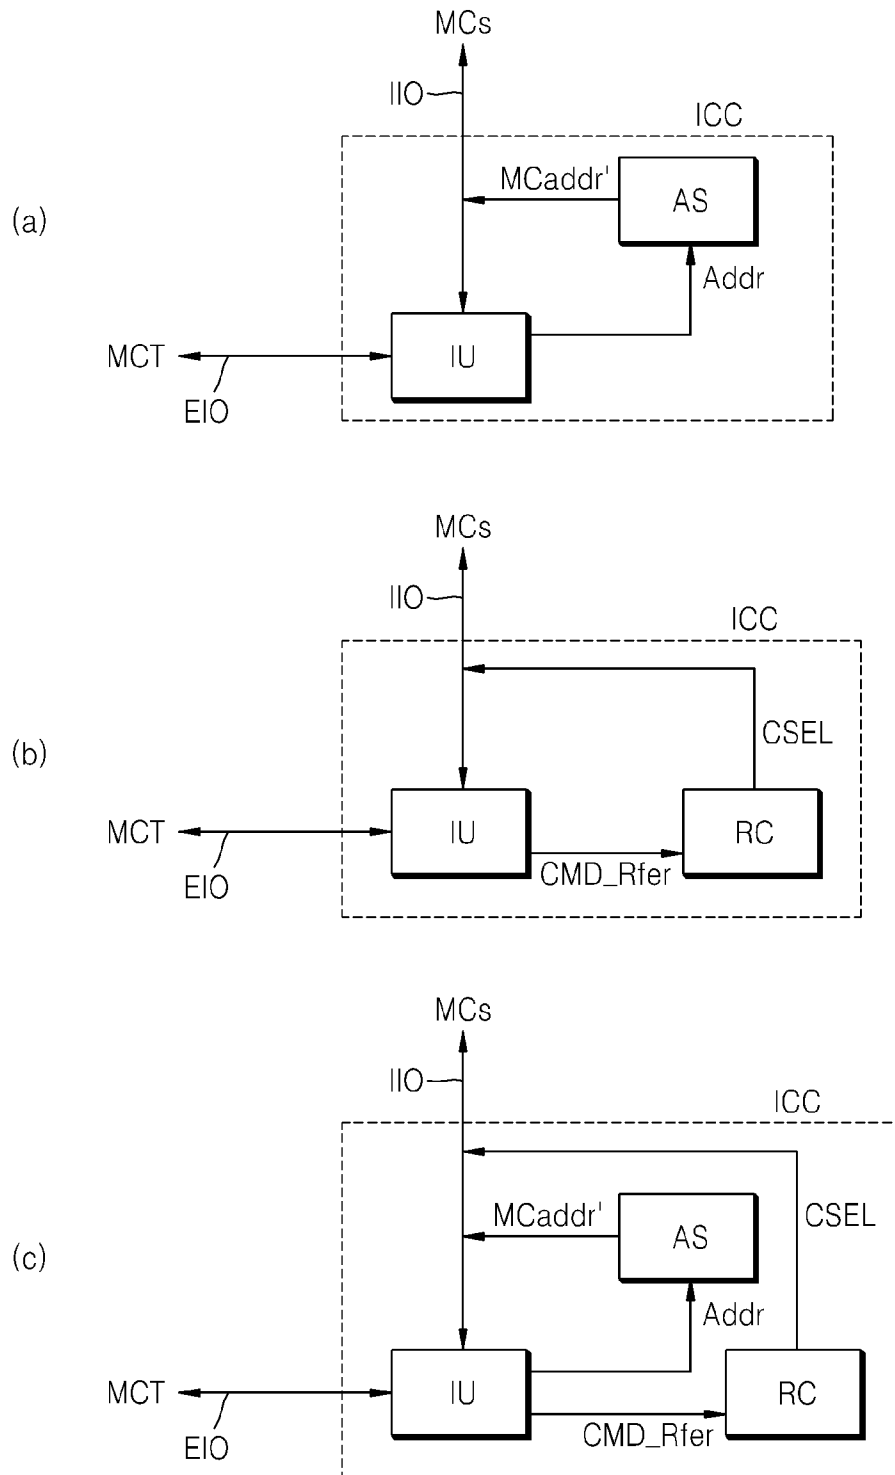 MCs
IIO
ICC
MCaddr'
AS
(a)
Addr
IU
MCT
EIO
MCs
IIO
ICC
CSEL
(b)
IU
RC
MCT
EIO
CMD_Rfer
MCs
IIO
ICC
MCaddr'
CSEL
AS
(c)
Addr
IU
RC
MCT
EIO
CMD_Rfer